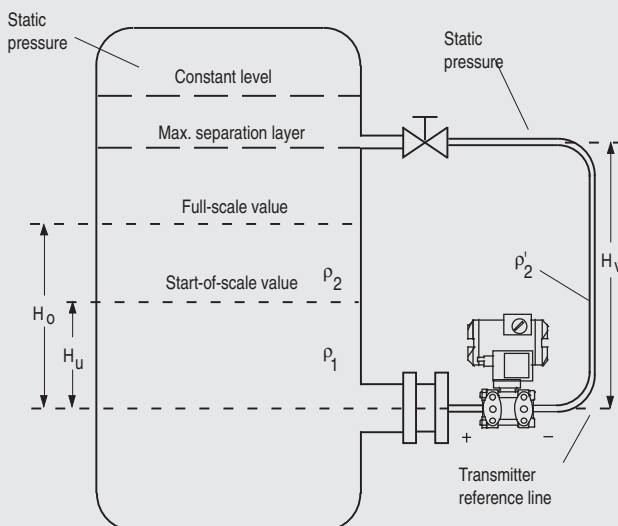 Static
pressure
Static
pressure
Constant level
Max. separation layer
Full-scale value
Start-of-scale value
ρ2
ρ'2
Hv
Ho
Hu
ρ1
+
−
Transmitter
reference line